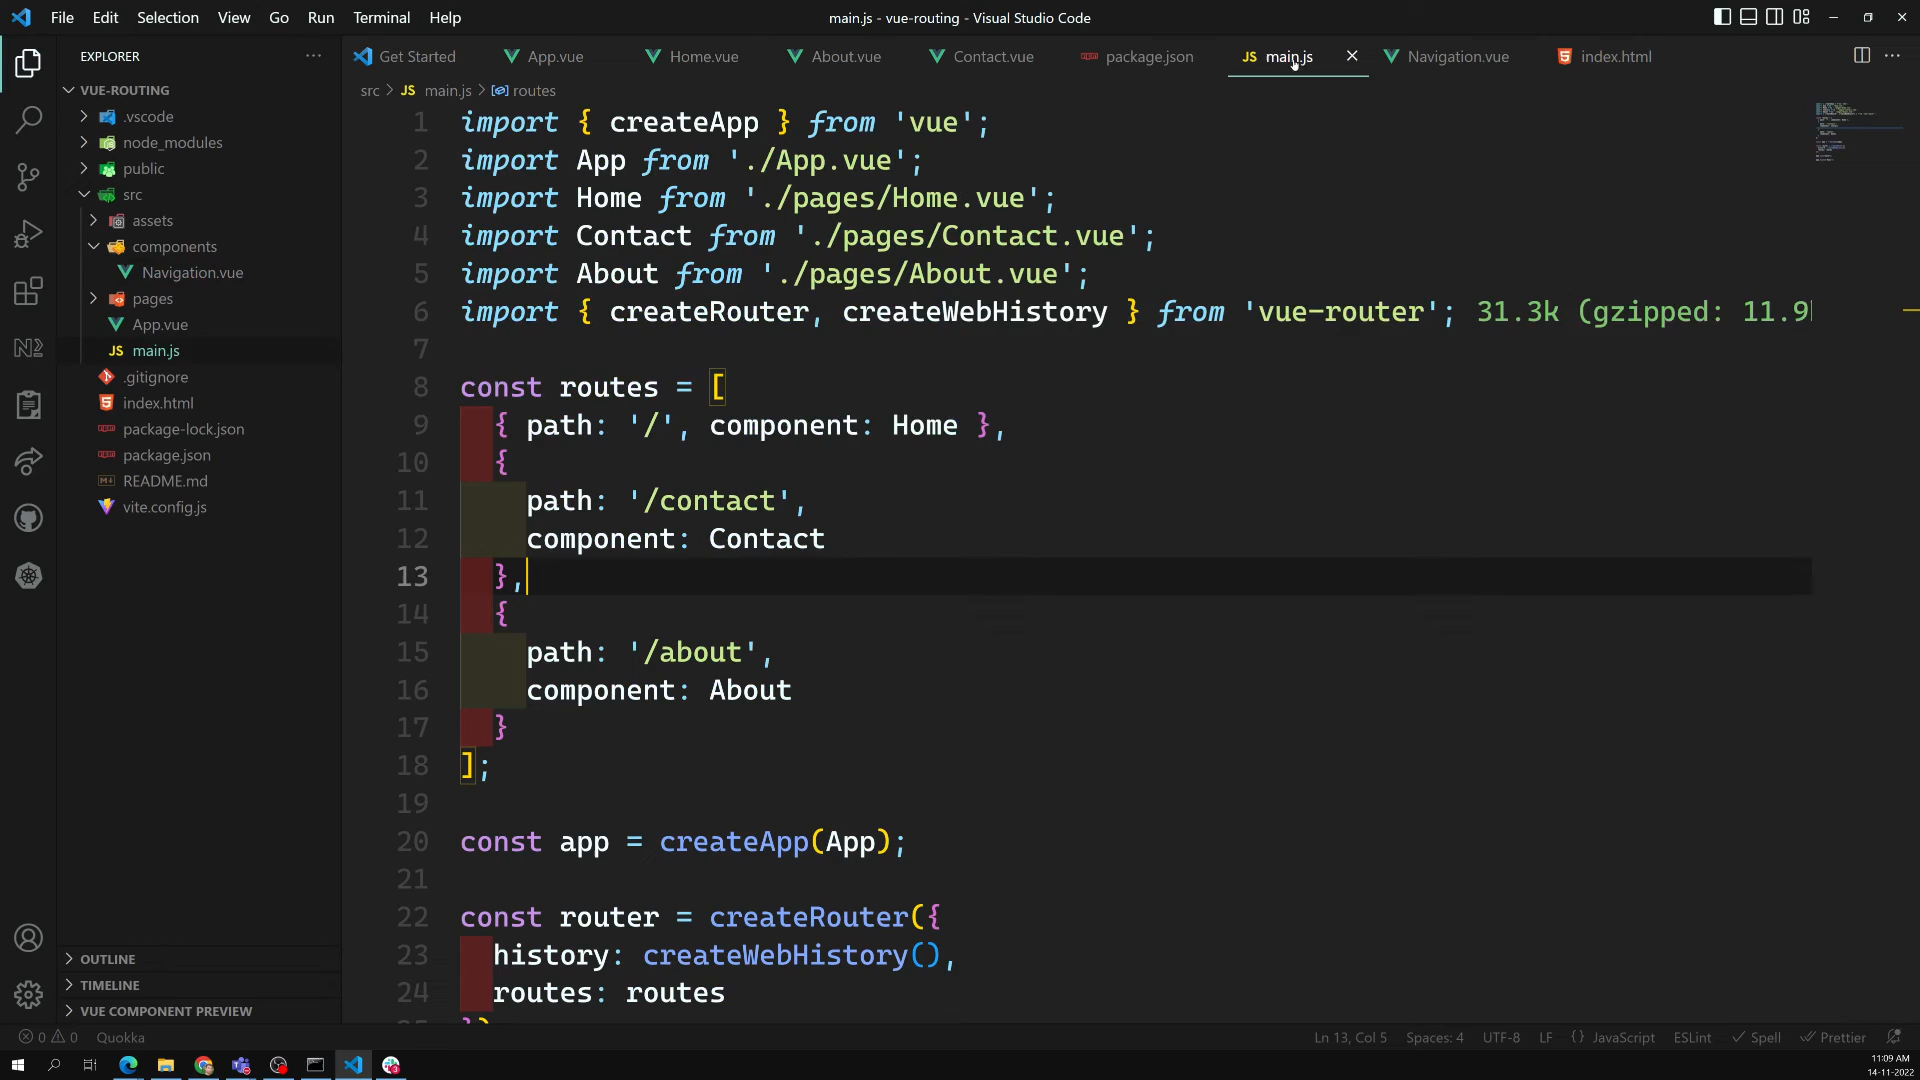 File Edit Selection View Go Run Terminal Help
main.js - vue-routing - Visual Studio Code
EXPLORER
VUE-ROUTING
.vscode
node_modules
public
src
assets
components
Navigation.vue
pages
App.vue
JS main.js
.gitignore
index.html
package-lock.json
package.json
README.md
vite.config.js
OUTLINE
TIMELINE
VUE COMPONENT PREVIEW
Get Started App.vue Home.vue About.vue Contact.vue package.json JS main.js Navigation.vue index.html
src > JS main.js > routes
1 import { createApp } from 'vue';
2 import App from './App.vue';
3 import Home from './pages/Home.vue';
4 import Contact from './pages/Contact.vue';
5 import About from './pages/About.vue';
6 import { createRouter, createWebHistory } from 'vue-router'; 31.3k (gzipped: 11.9
7
8 const routes = [
9 { path: '/', component: Home },
10 {
11 path: '/contact',
12 component: Contact
13 },
14 {
15 path: '/about',
16 component: About
17 }
18 ];
19
20 const app = createApp(App);
21
22 const router = createRouter({
23 history: createWebHistory(),
24 routes: routes
0 0 Quokka Ln 13, Col 5 Spaces: 4 UTF-8 LF {} JavaScript ESLint Spell Prettier
11:09 AM
14-11-2022